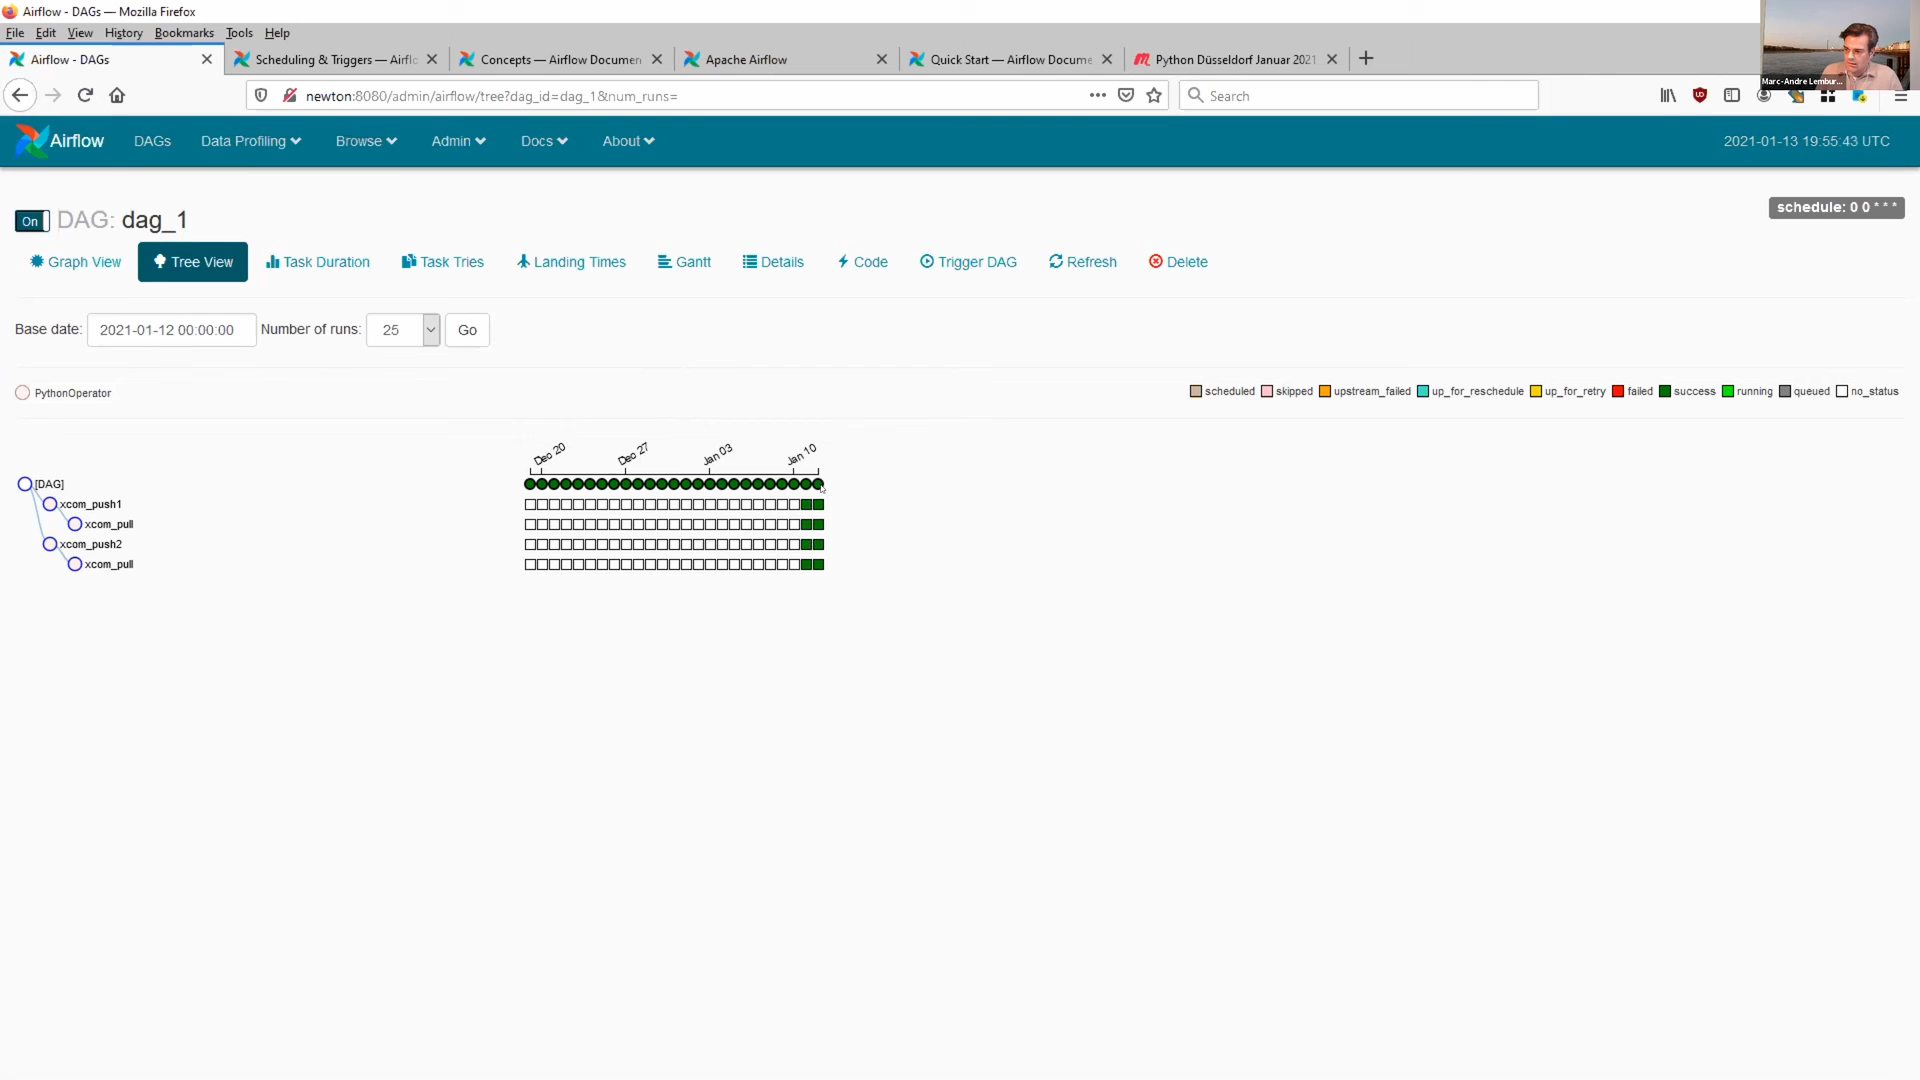 Airflow - DAGs — Mozilla Firefox
File Edit View History Bookmarks Tools Help
Airflow - DAGs
Scheduling & Triggers — Airflo
Concepts — Airflow Documen
Apache Airflow
Quick Start — Airflow Docume
Python Düsseldorf Januar 2021
newton:8080/admin/airflow/tree?dag_id=dag_1&num_runs=
Search
Marc-Andre Lembur...
Airflow DAGs Data Profiling Browse Admin Docs About 2021-01-13 19:55:43 UTC
On DAG: dag_1 schedule: 0 0 * * *
Graph View Tree View Task Duration Task Tries Landing Times Gantt Details Code Trigger DAG Refresh Delete
Base date: 2021-01-12 00:00:00 Number of runs: 25 Go
PythonOperator scheduled skipped upstream_failed up_for_reschedule up_for_retry failed success running queued no_status
Dec 20 Dec 27 Jan 03 Jan 10
[DAG]
xcom_push1
xcom_pull
xcom_push2
xcom_pull